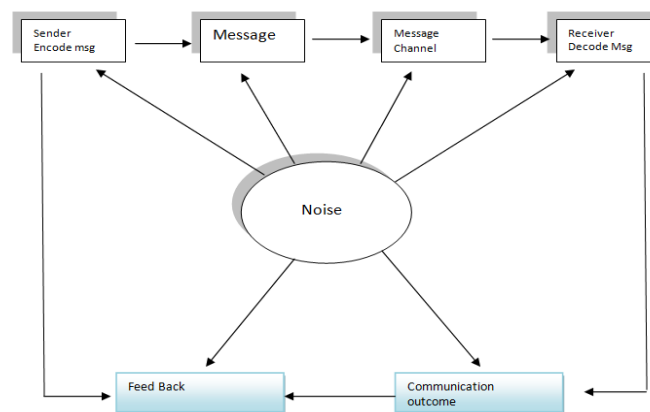 Sender
Encode msg
Message
Message
Channel
Receiver
Decode Msg
Noise
Feed Back
Communication
outcome